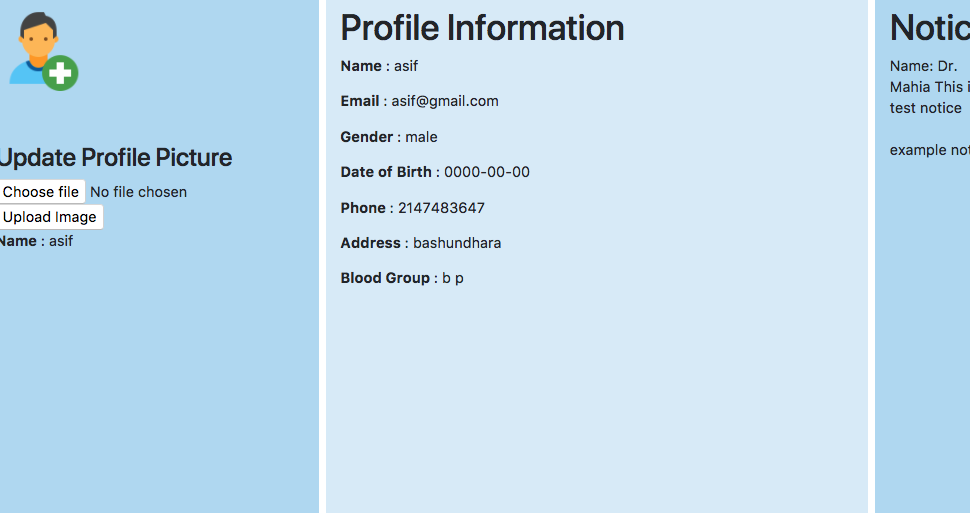 Update Profile Picture
Choose file No file chosen
Upload Image
Name : asif
Profile Information
Name : asif
Email : asif@gmail.com
Gender : male
Date of Birth : 0000-00-00
Phone : 2147483647
Address : bashundhara
Blood Group : b p
Notic
Name: Dr.
Mahia This i
test notice
example not